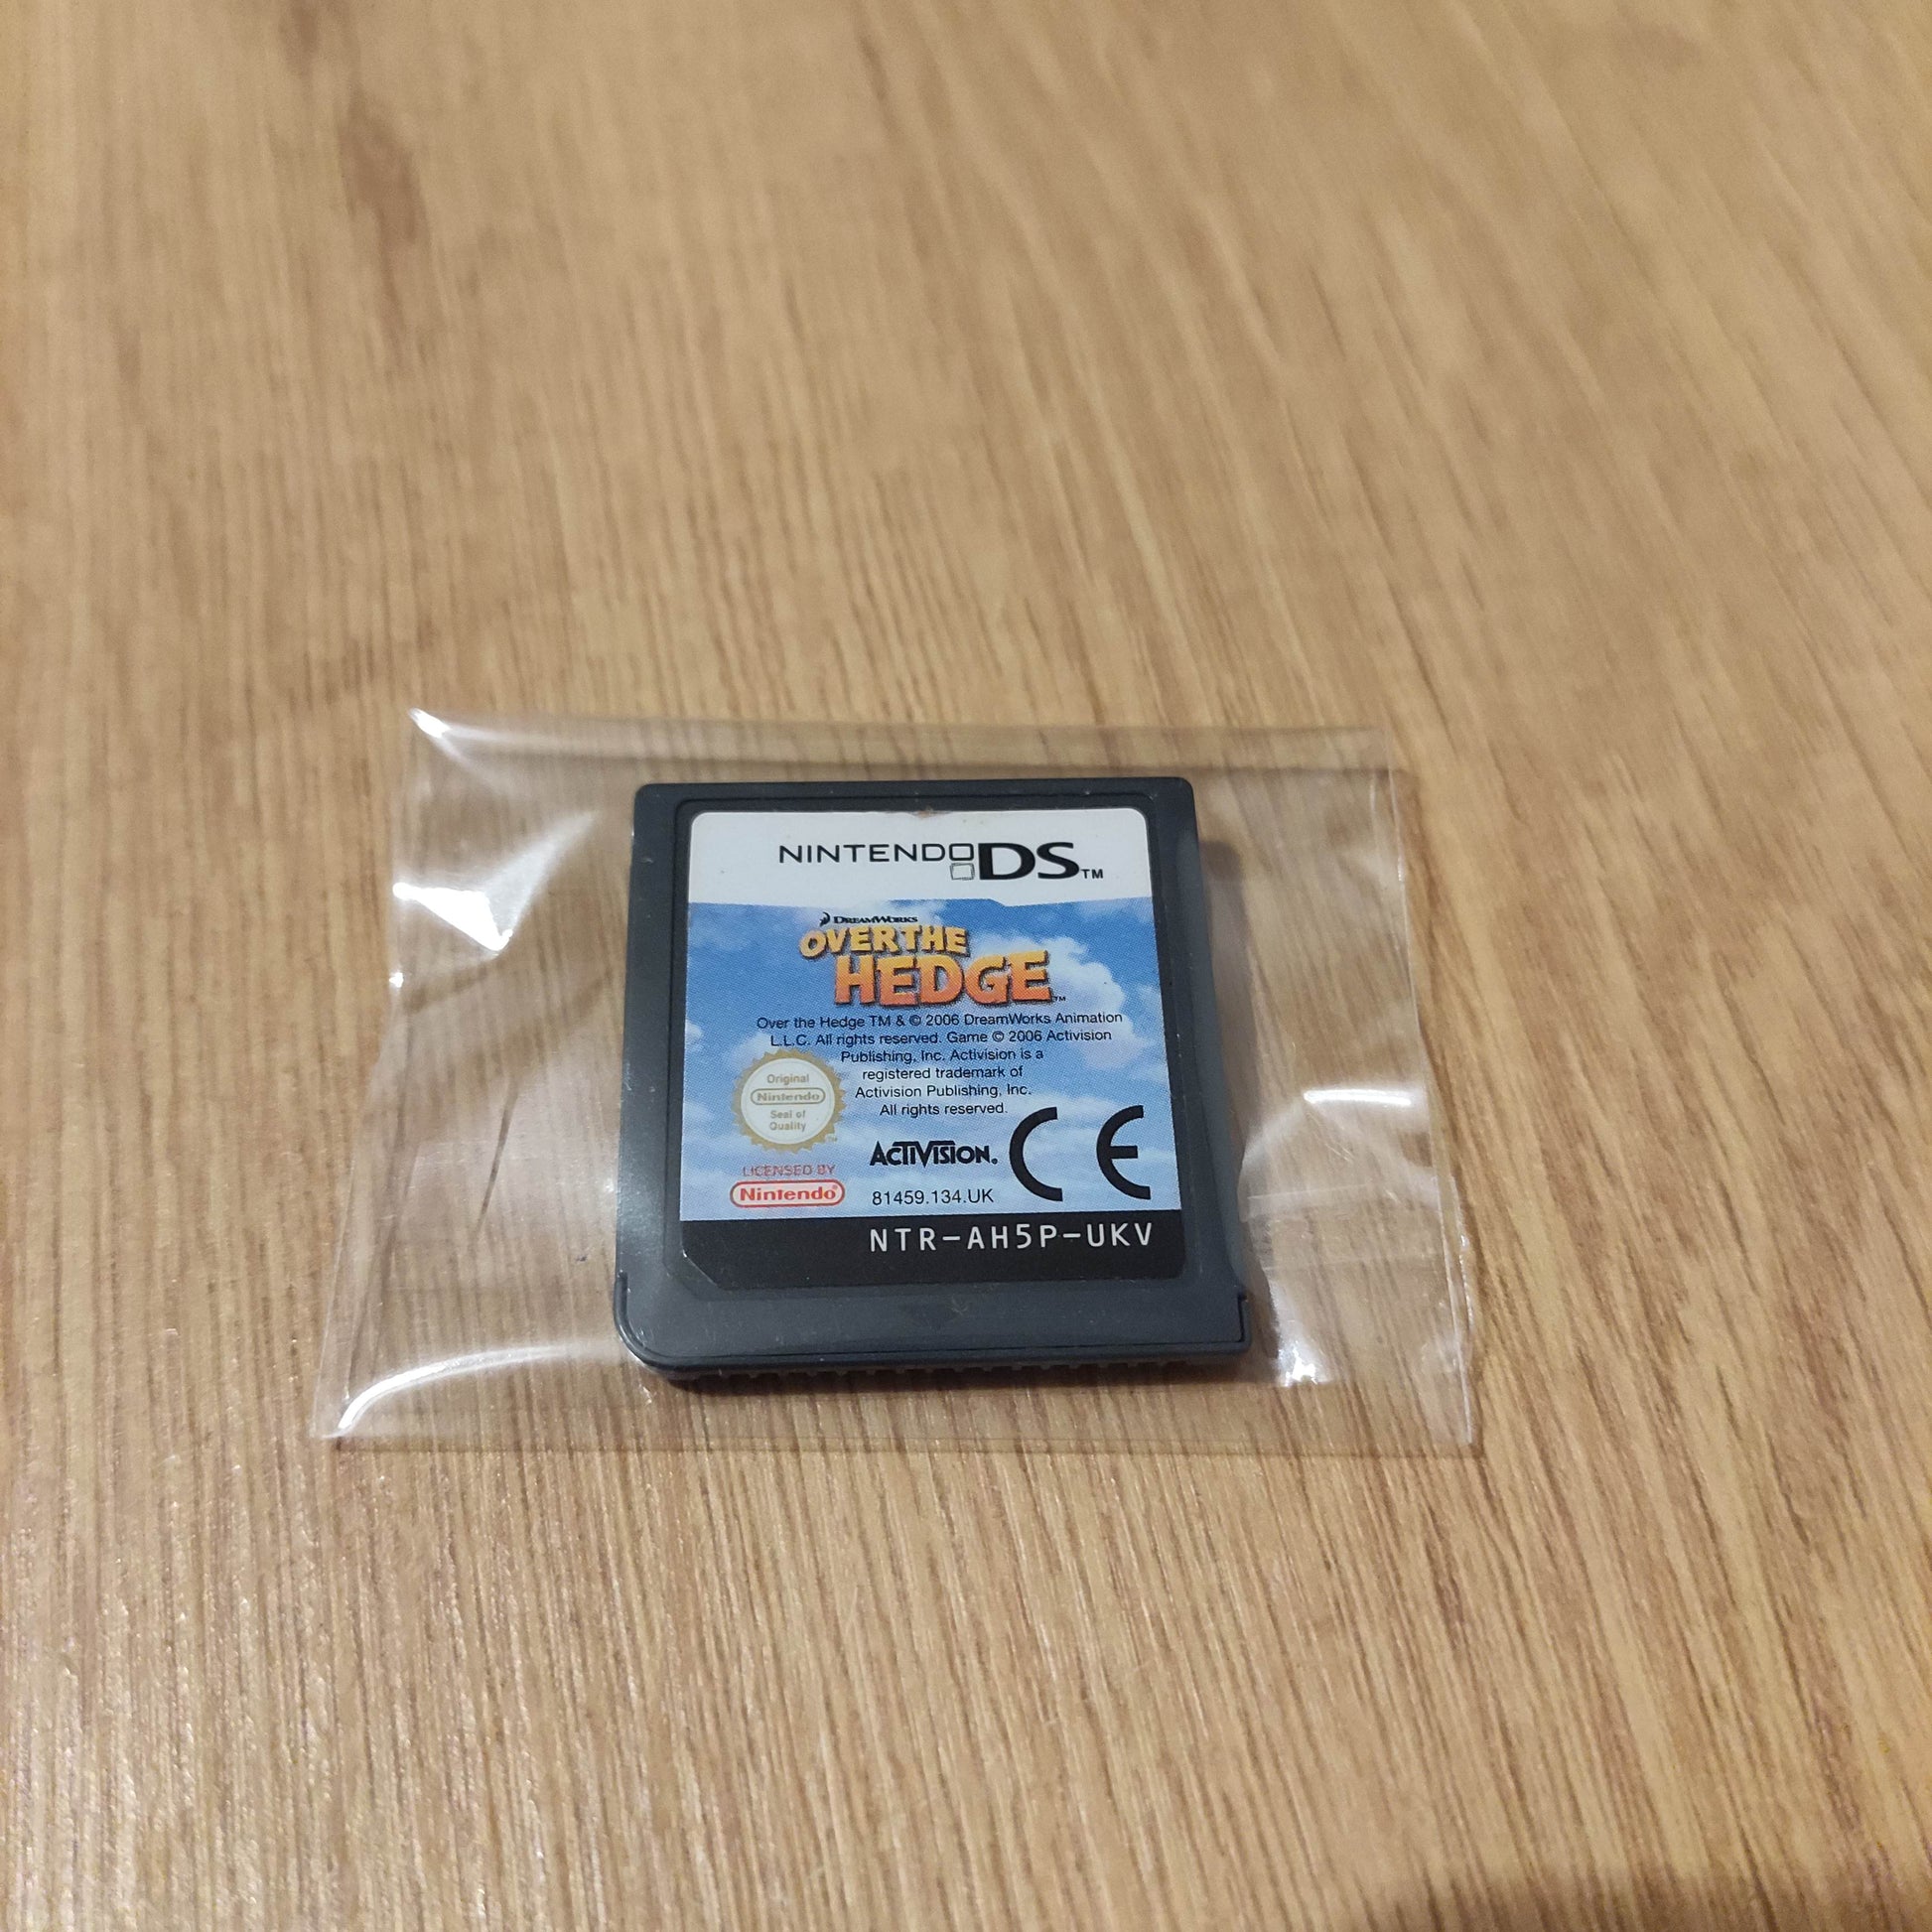 NINTENDO DS™
DREAMWORKS
OVER THE
HEDGE™
Over the Hedge TM & © 2006 DreamWorks Animation
L.L.C. All rights reserved. Game © 2006 Activision
Publishing, Inc. Activision is a
registered trademark of
Activision Publishing, Inc.
All rights reserved.
Original
Nintendo
Seal of
Quality
TM
ACTIVISION®
CE
LICENSED BY
Nintendo®
81459.134.UK
NTR-AH5P-UKV